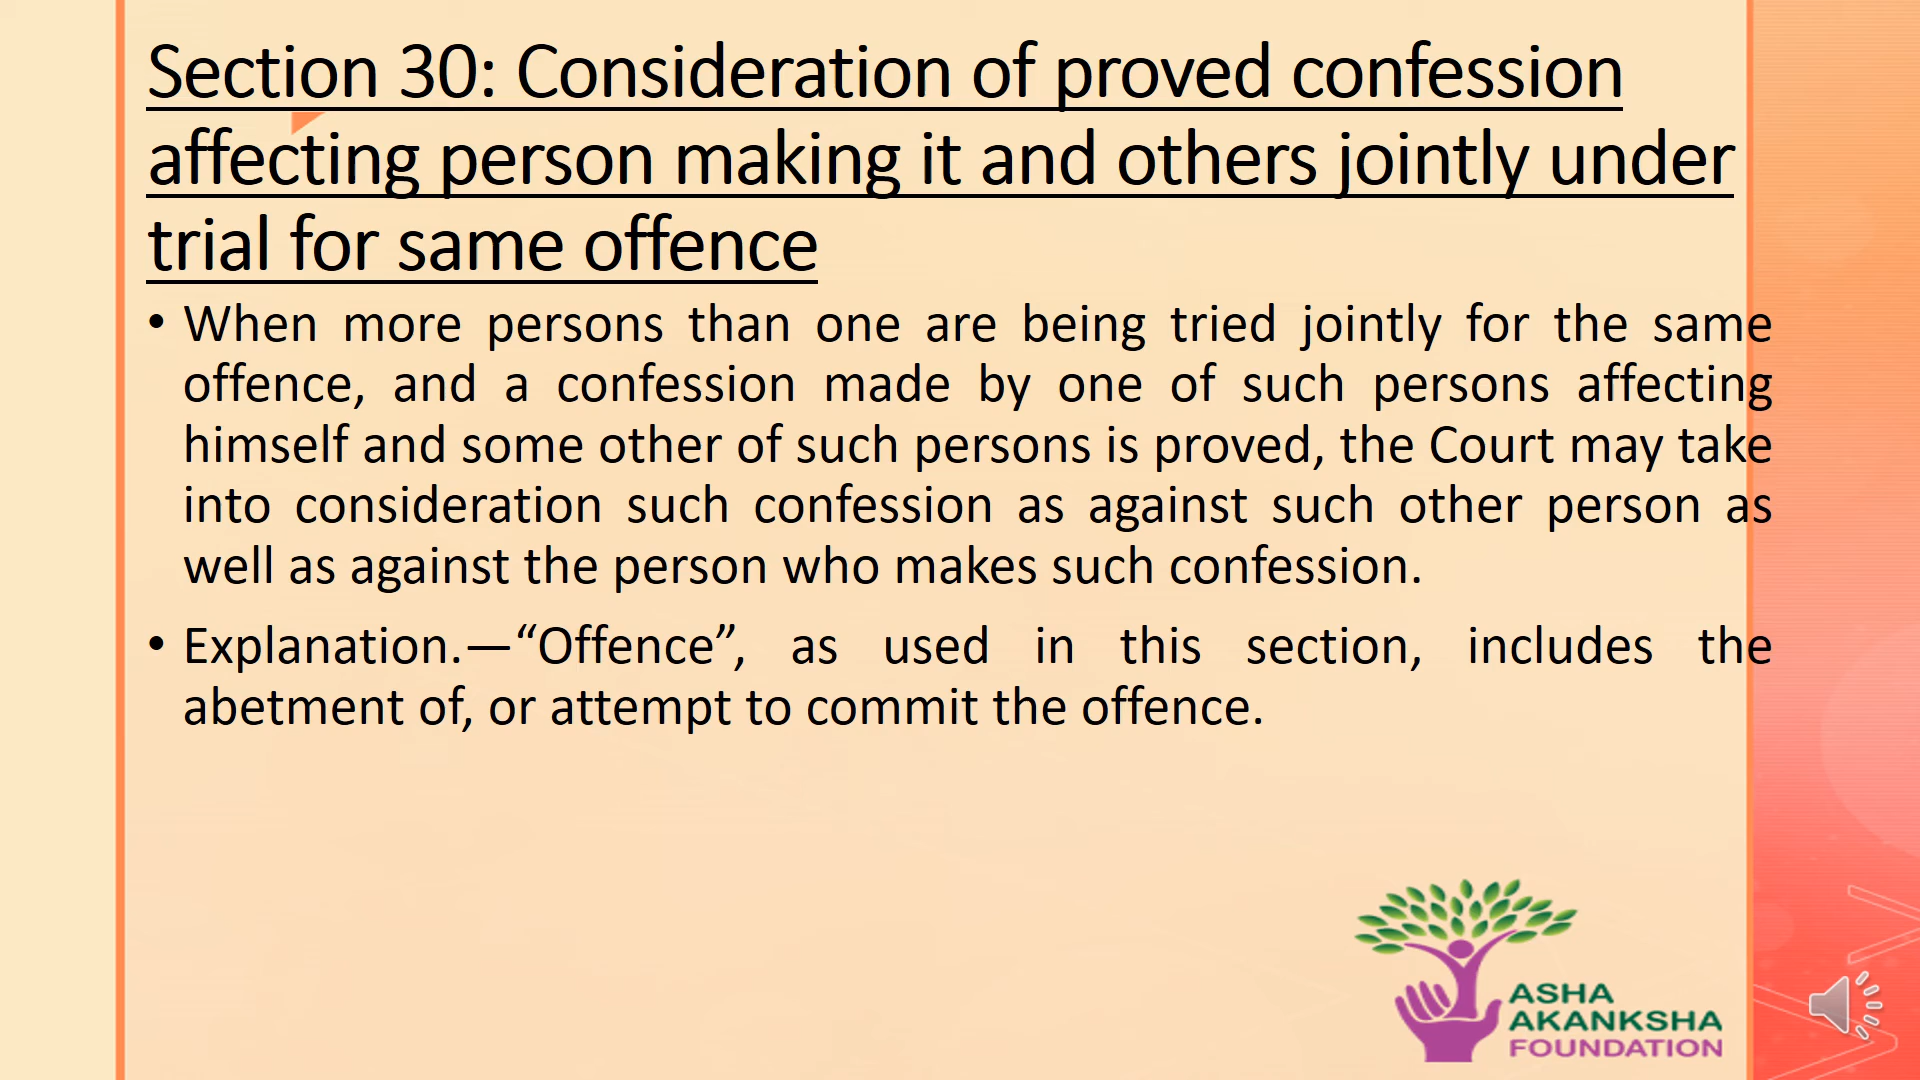 Section 30: Consideration of proved confession
affecting person making it and others jointly under
trial for same offence
• When more persons than one are being tried jointly for the same
offence, and a confession made by one of such persons affecting
himself and some other of such persons is proved, the Court may take
into consideration such confession as against such other person as
well as against the person who makes such confession.
• Explanation.—“Offence”, as used in this section, includes the
abetment of, or attempt to commit the offence.
ASHA
AKANKSHA
FOUNDATION